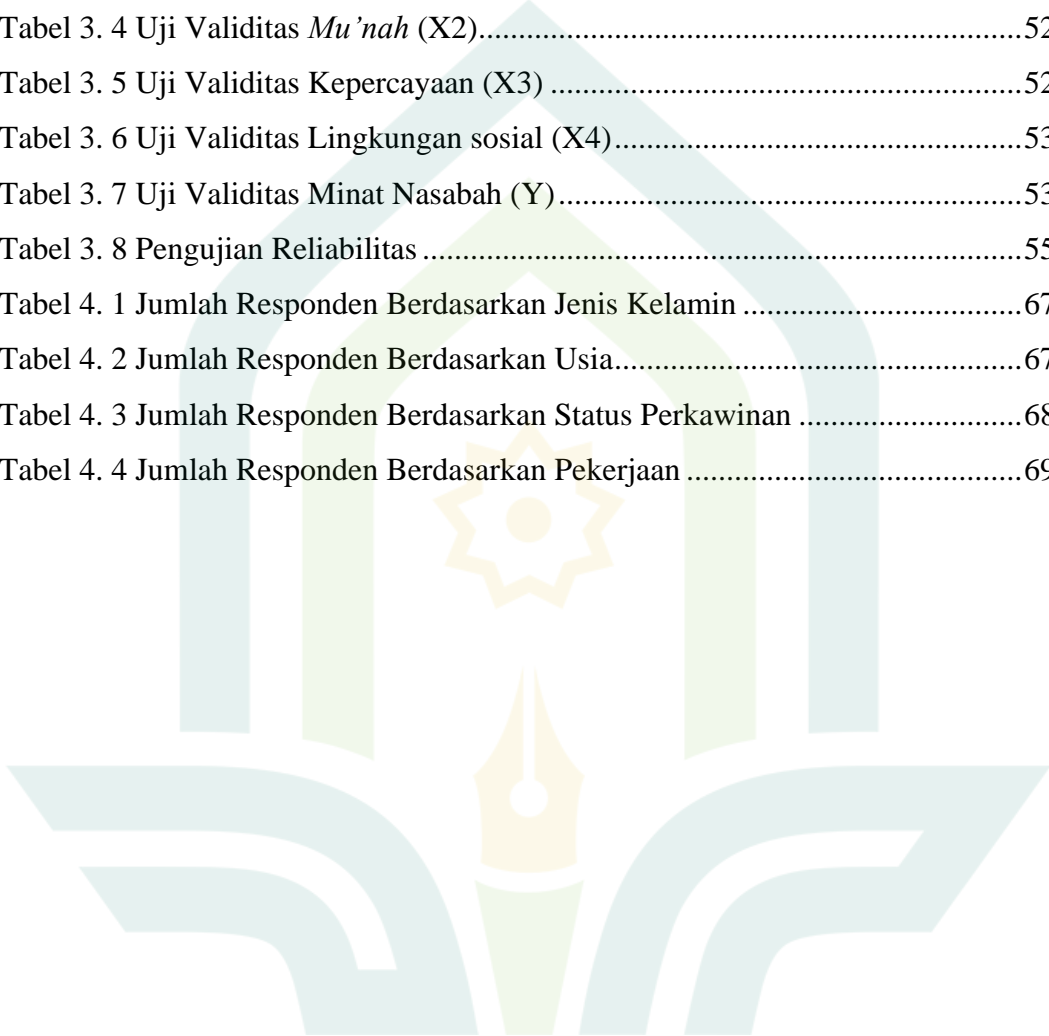 Tabel 3. 4 Uji Validitas Mu’nah (X2)..................................................................52
Tabel 3. 5 Uji Validitas Kepercayaan (X3) .........................................................52
Tabel 3. 6 Uji Validitas Lingkungan sosial (X4)..................................................53
Tabel 3. 7 Uji Validitas Minat Nasabah (Y).........................................................53
Tabel 3. 8 Pengujian Reliabilitas .........................................................................55
Tabel 4. 1 Jumlah Responden Berdasarkan Jenis Kelamin ..................................67
Tabel 4. 2 Jumlah Responden Berdasarkan Usia..................................................67
Tabel 4. 3 Jumlah Responden Berdasarkan Status Perkawinan ...........................68
Tabel 4. 4 Jumlah Responden Berdasarkan Pekerjaan .........................................69